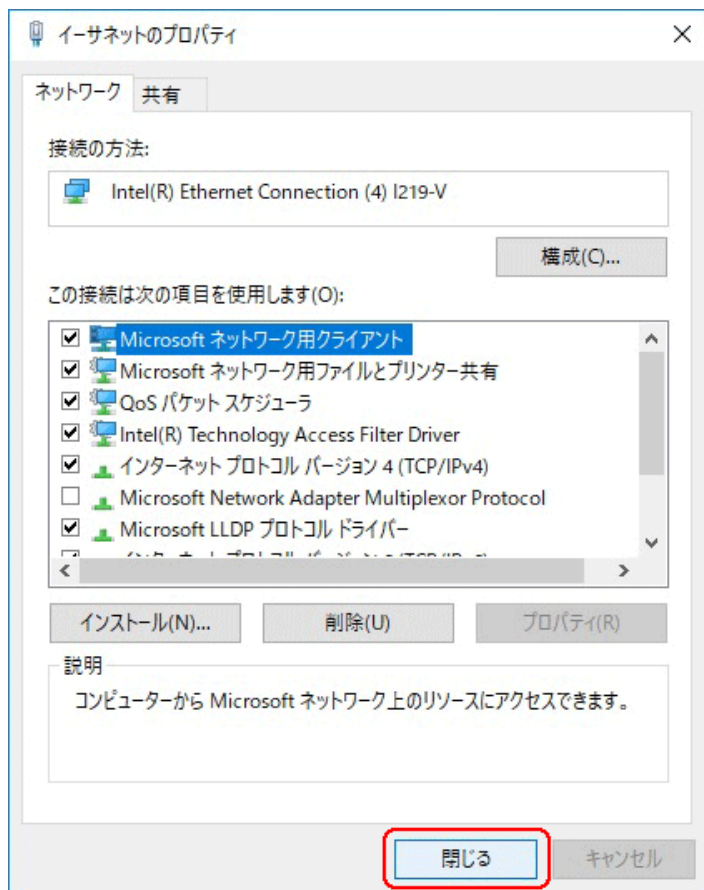 イーサネットのプロパティ
ネットワーク 共有
接続の方法:
Intel(R) Ethernet Connection (4) I219-V
構成(C)...
この接続は次の項目を使用します(O):
Microsoft ネットワーク用クライアント
Microsoft ネットワーク用ファイルとプリンター共有
QoS パケット スケジューラ
Intel(R) Technology Access Filter Driver
インターネット プロトコル バージョン 4 (TCP/IPv4)
Microsoft Network Adapter Multiplexor Protocol
Microsoft LLDP プロトコル ドライバー
インストール(N)... 削除(U) プロパティ(R)
説明
コンピューターから Microsoft ネットワーク上のリソースにアクセスできます。
閉じる キャンセル